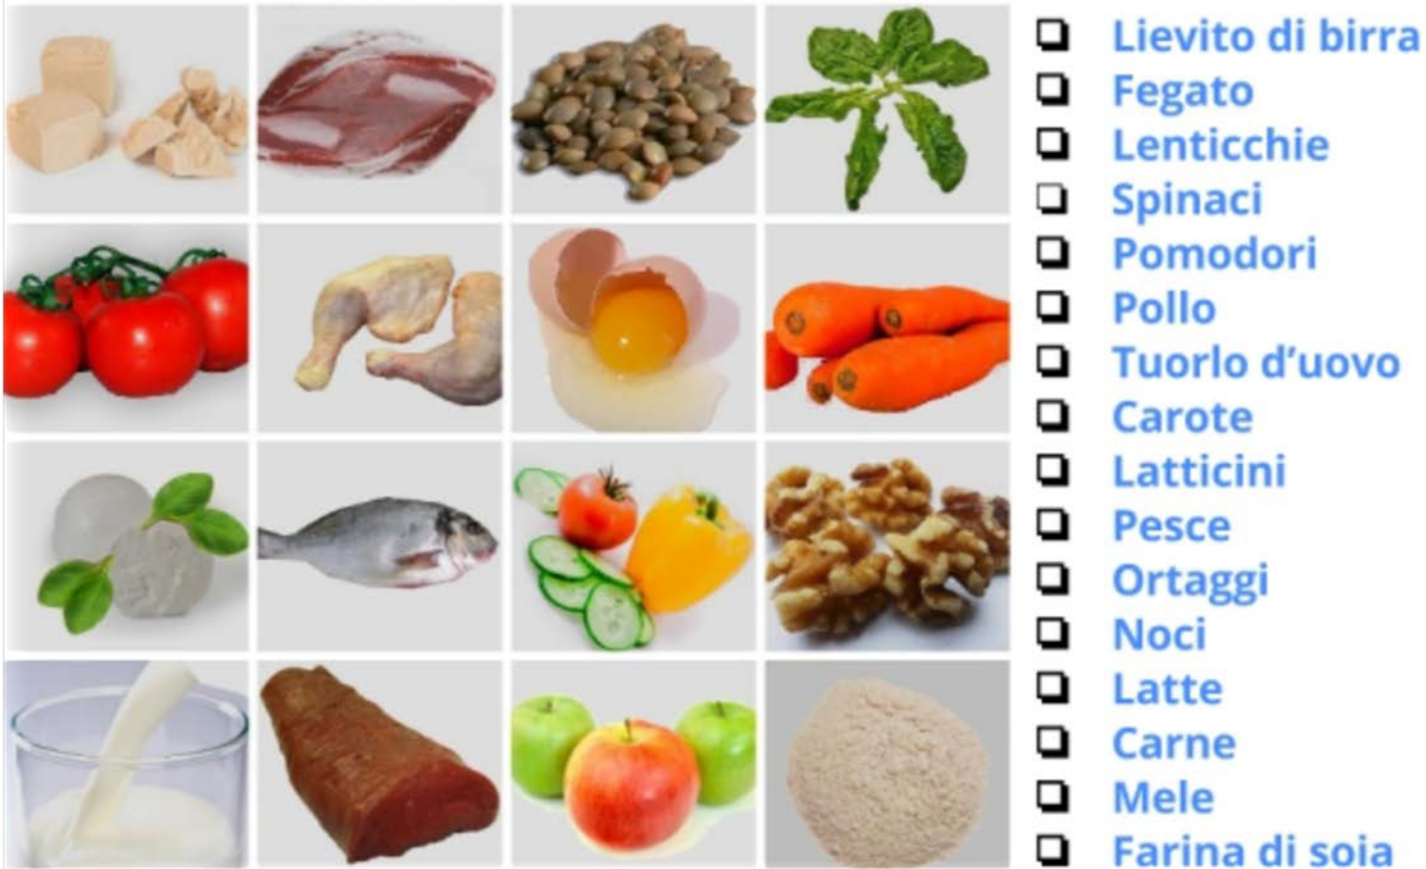 Lievito di birra
Fegato
Lenticchie
Spinaci
Pomodori
Pollo
Tuorlo d’uovo
Carote
Latticini
Pesce
Ortaggi
Noci
Latte
Carne
Mele
Farina di soia